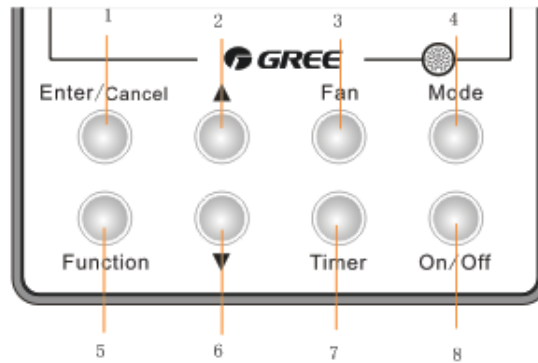 1 2 3 4
GREE
Enter/Cancel ▲ Fan Mode
Function ▼ Timer On/Off
5 6 7 8